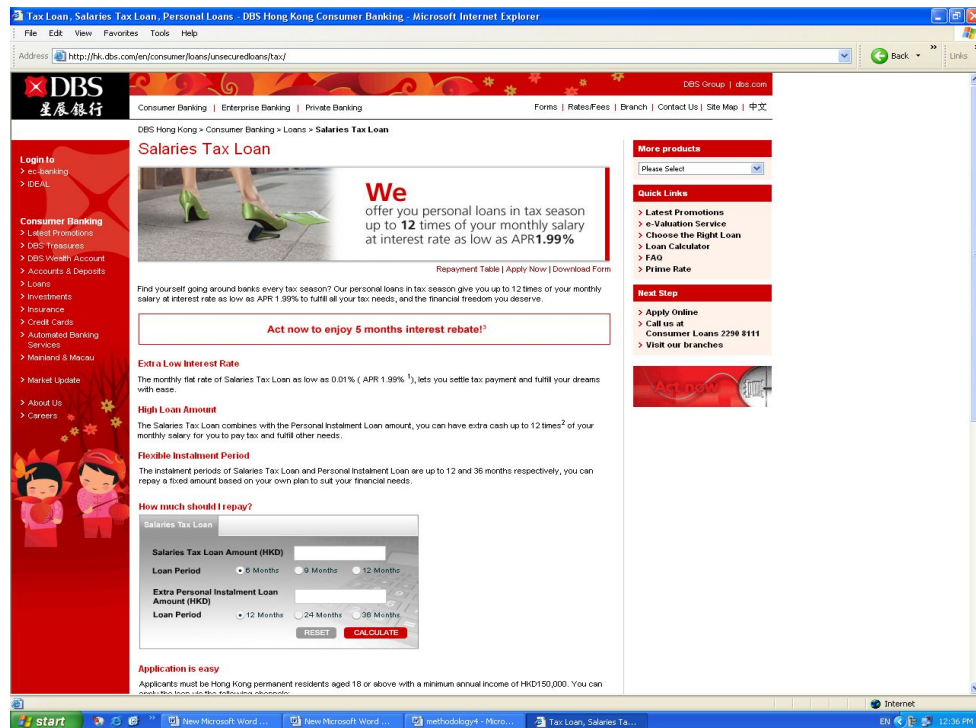 Tax Loan, Salaries Tax Loan, Personal Loans - DBS Hong Kong Consumer Banking - Microsoft Internet Explorer
File Edit View Favorites Tools Help
Address http://hk.dbs.com/en/consumer/loans/unsecuredloans/tax/
Back
Links
DBS
星辰银行
DBS Group | dbs.com
Consumer Banking | Enterprise Banking | Private Banking
Forms | Rates/Fees | Branch | Contact Us | Site Map | 中文
DBS Hong Kong > Consumer Banking > Loans > Salaries Tax Loan
Login to
> ec-banking
> IDEAL
Consumer Banking
> Latest Promotions
> DBS Treasures
> DBS Wealth Account
> Accounts & Deposits
> Loans
> Investments
> Insurance
> Credit Cards
> Automated Banking
Services
> Mainland & Macau
> Market Update
> About Us
> Careers
Salaries Tax Loan
We
offer you personal loans in tax season
up to 12 times of your monthly salary
at interest rate as low as APR1.99%
Repayment Table | Apply Now | Download Form
Find yourself going around banks every tax season? Our personal loans in tax season give you up to 12 times of your monthly
salary at interest rate as low as APR 1.99% to fulfill all your tax needs, and the financial freedom you deserve.
Act now to enjoy 5 months interest rebate!³
Extra Low Interest Rate
The monthly flat rate of Salaries Tax Loan as low as 0.01% ( APR 1.99% ¹), lets you settle tax payment and fulfill your dreams
with ease.
High Loan Amount
The Salaries Tax Loan combines with the Personal Instalment Loan amount, you can have extra cash up to 12 times² of your
monthly salary for you to pay tax and fulfill other needs.
Flexible Instalment Period
The instalment periods of Salaries Tax Loan and Personal Instalment Loan are up to 12 and 36 months respectively, you can
repay a fixed amount based on your own plan to suit your financial needs.
How much should I repay?
Salaries Tax Loan
Salaries Tax Loan Amount (HKD)
Loan Period 6 Months 9 Months 12 Months
Extra Personal Instalment Loan
Amount (HKD)
Loan Period 12 Months 24 Months 36 Months
RESET CALCULATE
Application is easy
Applicants must be Hong Kong permanent residents aged 18 or above with a minimum annual income of HKD150,000. You can
apply the loan via the following channels:
More products
Please Select
Quick Links
> Latest Promotions
> e-Valuation Service
> Choose the Right Loan
> Loan Calculator
> FAQ
> Prime Rate
Next Step
> Apply Online
> Call us at
Consumer Loans 2290 8111
> Visit our branches
Act now
Internet
start
New Microsoft Word ...
New Microsoft Word ...
methodology4 - Micro...
Tax Loan, Salaries Ta...
EN
12:36 PM